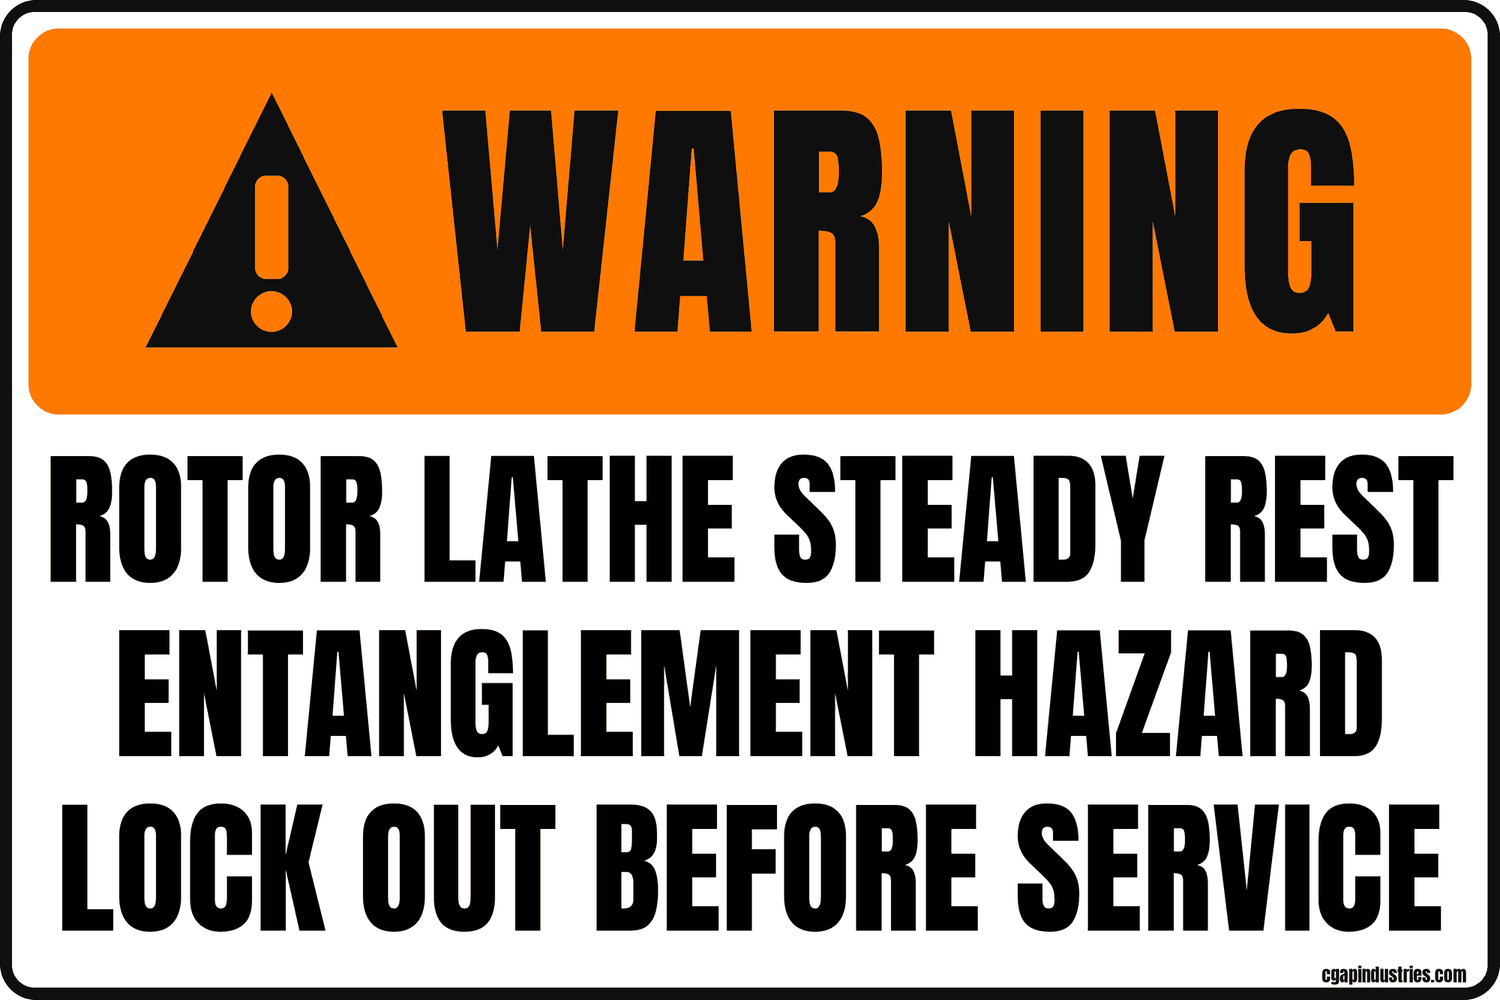 WARNING
ROTOR LATHE STEADY REST
ENTANGLEMENT HAZARD
LOCK OUT BEFORE SERVICE
cgapindustries.com